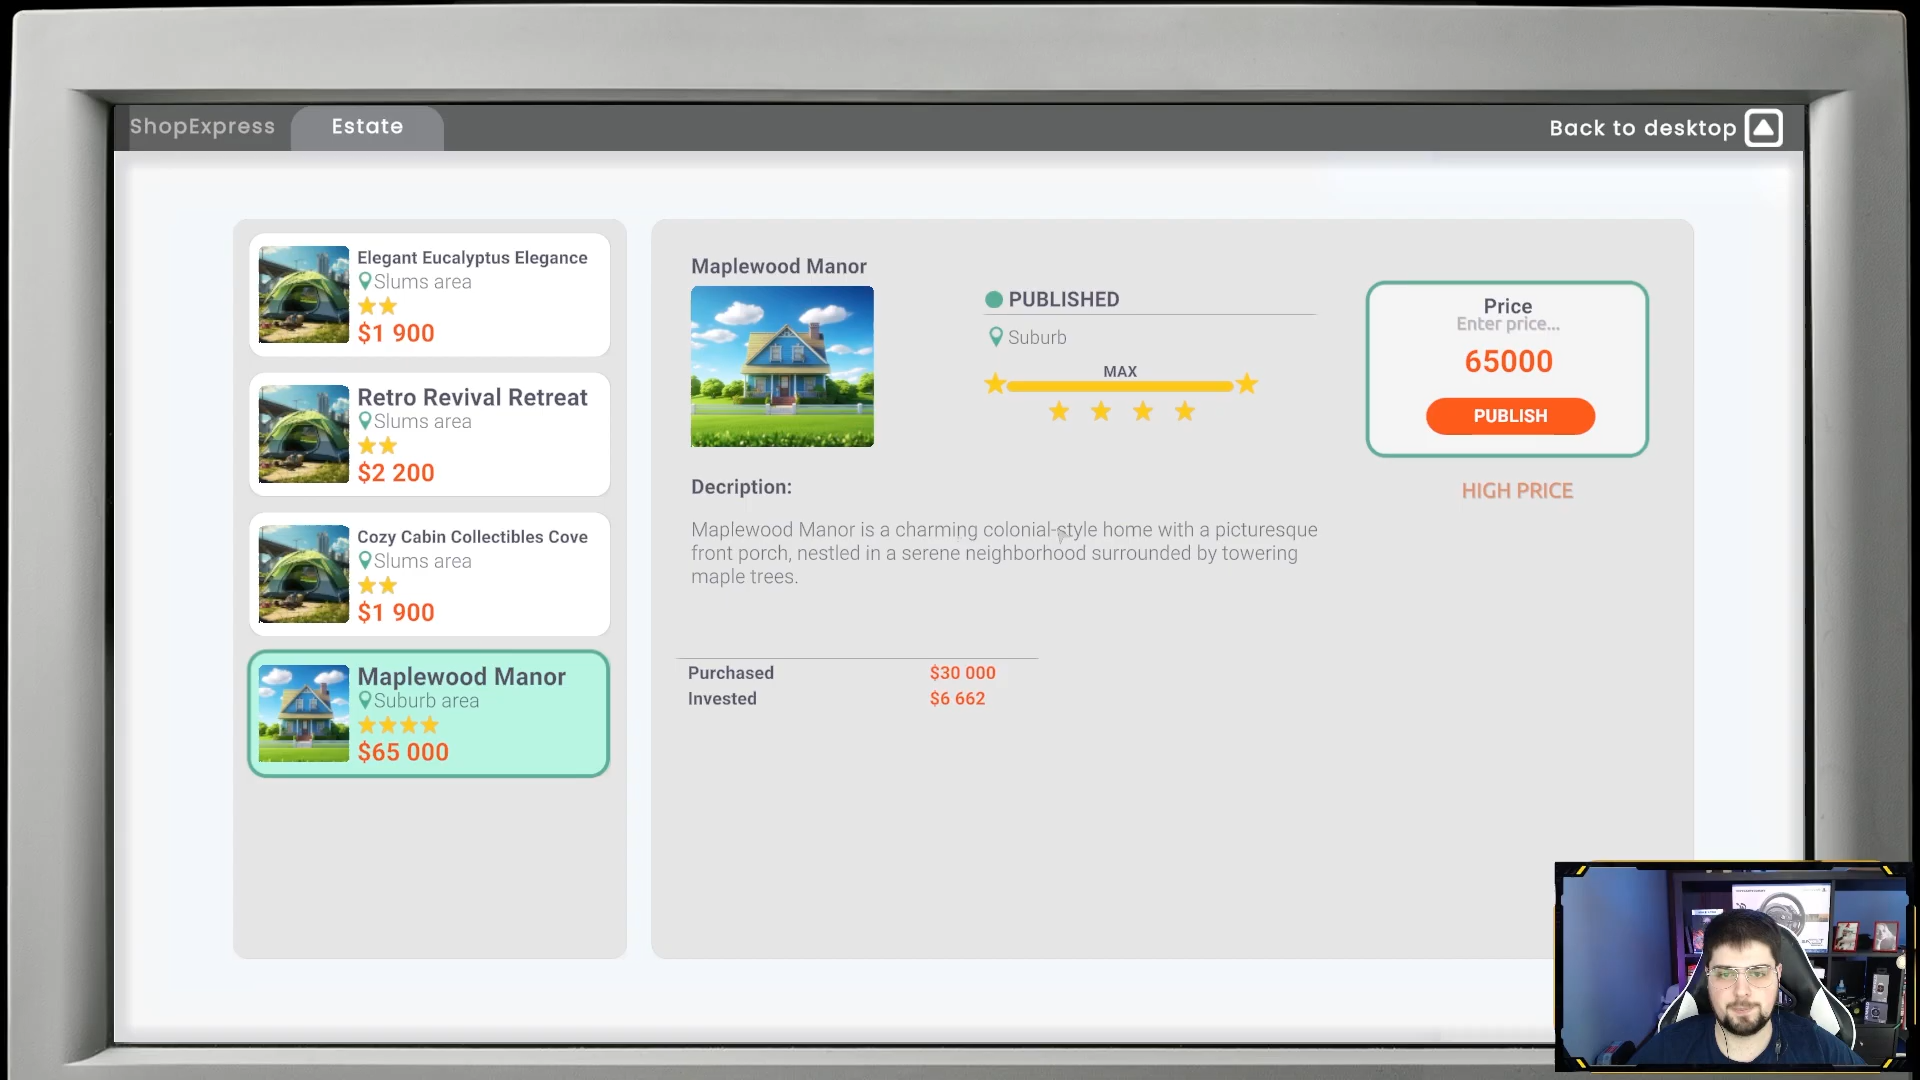 ShopExpress
Estate
Back to desktop
Elegant Eucalyptus Elegance
Slums area
$1 900
Retro Revival Retreat
Slums area
$2 200
Cozy Cabin Collectibles Cove
Slums area
$1 900
Maplewood Manor
Suburb area
$65 000
Maplewood Manor
PUBLISHED
Suburb
MAX
Price
Enter price...
65000
PUBLISH
HIGH PRICE
Decription:
Maplewood Manor is a charming colonial-style home with a picturesque
front porch, nestled in a serene neighborhood surrounded by towering
maple trees.
Purchased $30 000
Invested $6 662